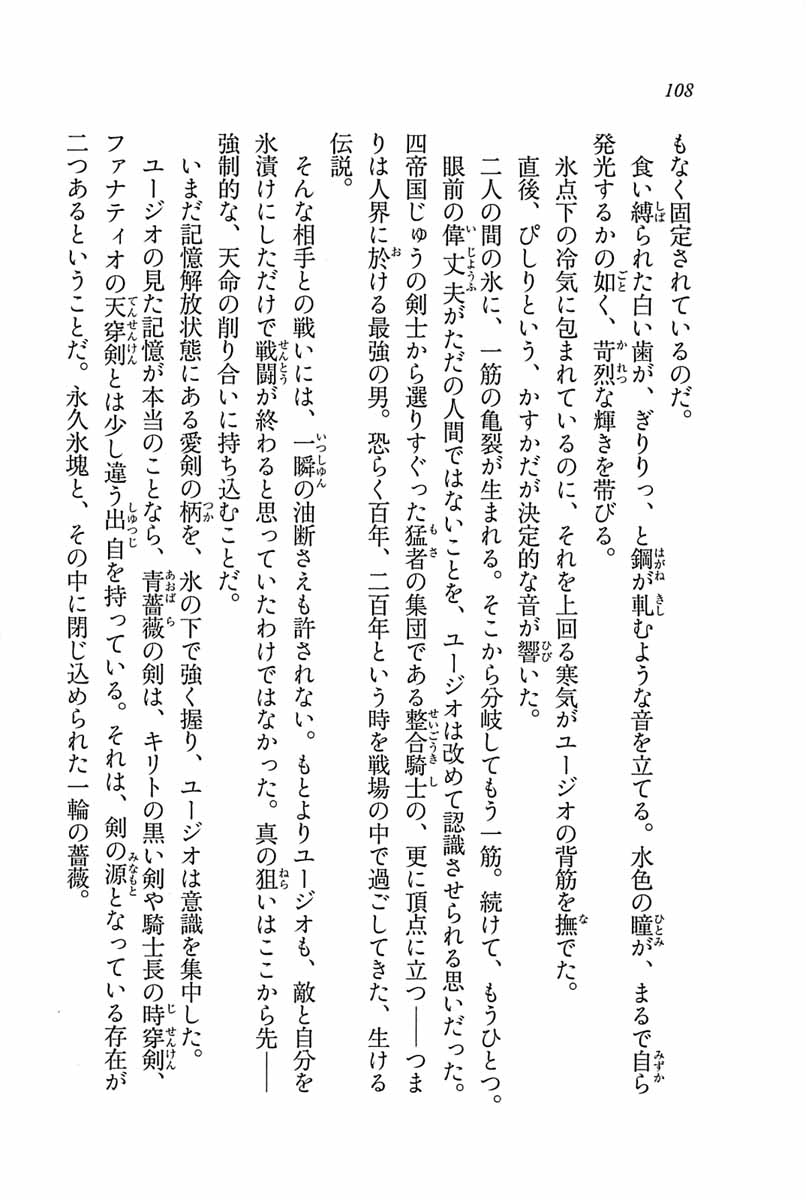 108
もなく固定されているのだ。
食い縛られた白い歯が、ぎりりっ、と鋼が軋むような音を立てる。水色の瞳が、まるで自ら
発光するかの如く、苛烈な輝きを帯びる。
氷点下の冷気に包まれているのに、それを上回る寒気がユージオの背筋を撫でた。
直後、ぴしりという、かすかだが決定的な音が響いた。
二人の間の氷に、一筋の亀裂が生まれる。そこから分岐してもう一筋。続けて、もうひとつ。
眼前の偉丈夫がただの人間ではないことを、ユージオは改めて認識させられる思いだった。
四帝国じゅうの剣士から選りすぐった猛者の集団である整合騎士の、更に頂点に立つ――つま
りは人界に於ける最強の男。恐らく百年、二百年という時を戦場の中で過ごしてきた、生ける
伝説。
そんな相手との戦いには、一瞬の油断さえも許されない。もとよりユージオも、敵と自分を
氷漬けにしただけで戦闘が終わると思っていたわけではなかった。真の狙いはここから先――
強制的な、天命の削り合いに持ち込むことだ。
いまだ記憶解放状態にある愛剣の柄を、氷の下で強く握り、ユージオは意識を集中した。
ユージオの見た記憶が本当のことなら、青薔薇の剣は、キリトの黒い剣や騎士長の時穿剣、
ファナティオの天穿剣とは少し違う出自を持っている。それは、剣の源となっている存在が
二つあるということだ。永久氷塊と、その中に閉じ込められた一輪の薔薇。